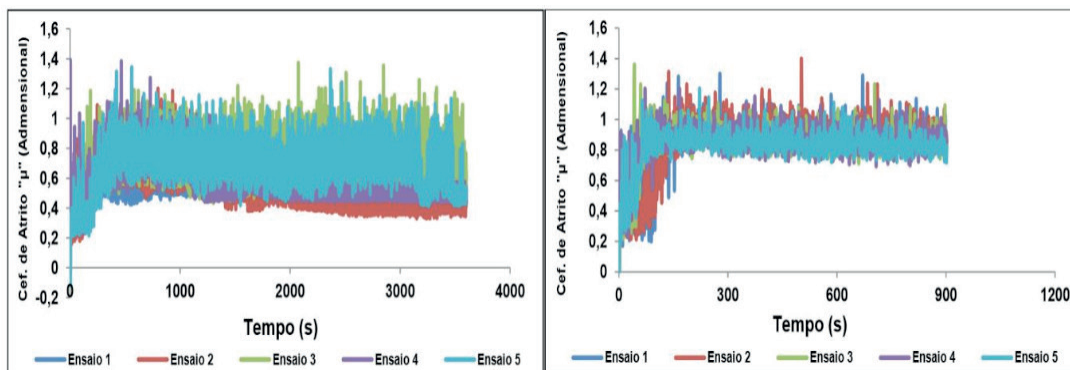 Cef. de Atrito "μ" (Admensional)
1,6
1,4
1,2
1
0,8
0,6
0,4
0,2
0
-0,2
0
1000
2000
3000
4000
Tempo (s)
Ensaio 1
Ensaio 2
Ensaio 3
Ensaio 4
Ensaio 5
Cef. de Atrito "μ" (Admensional)
1,6
1,4
1,2
1
0,8
0,6
0,4
0,2
0
0
300
600
900
1200
Tempo (s)
Ensaio 1
Ensaio 2
Ensaio 3
Ensaio 4
Ensaio 5